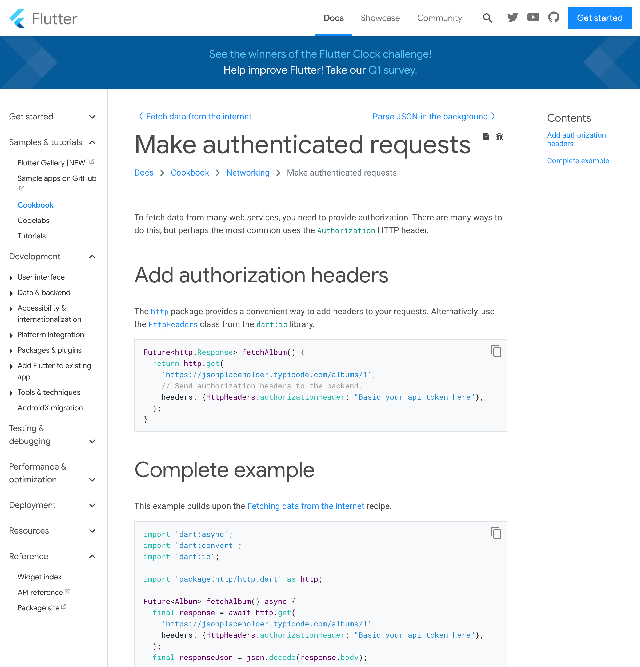 Flutter
Docs
Showcase
Community
Get started
See the winners of the Flutter Clock challenge!
Help improve Flutter! Take our Q1 survey.
Get started
Samples & tutorials
Flutter Gallery [NEW]
Sample apps on GitHub
Cookbook
Codelabs
Tutorials
Development
User interface
Data & backend
Accessibility &
internationalization
Platform integration
Packages & plugins
Add Flutter to existing
app
Tools & techniques
AndroidX migration
Testing &
debugging
Performance &
optimization
Deployment
Resources
Reference
Widget index
API reference
Package site
Fetch data from the internet
Parse JSON in the background
Make authenticated requests
Docs
Cookbook
Networking
Make authenticated requests
To fetch data from many web services, you need to provide authorization. There are many ways to
do this, but perhaps the most common uses the Authorization HTTP header.
Add authorization headers
The http package provides a convenient way to add headers to your requests. Alternatively, use
the HttpHeaders class from the dart:io library.
Future<http.Response> fetchAlbum() {
return http.get(
'https://jsonplaceholder.typicode.com/albums/1',
// Send authorization headers to the backend.
headers: {HttpHeaders.authorizationHeader: "Basic your_api_token_here"},
);
}
Complete example
This example builds upon the Fetching data from the internet recipe.
import 'dart:async';
import 'dart:convert';
import 'dart:io';
import 'package:http/http.dart' as http;
Future<Album> fetchAlbum() async {
final response = await http.get(
'https://jsonplaceholder.typicode.com/albums/1',
headers: {HttpHeaders.authorizationHeader: "Basic your_api_token_here"},
);
final responseJson = json.decode(response.body);
Contents
Add authorization
headers
Complete example